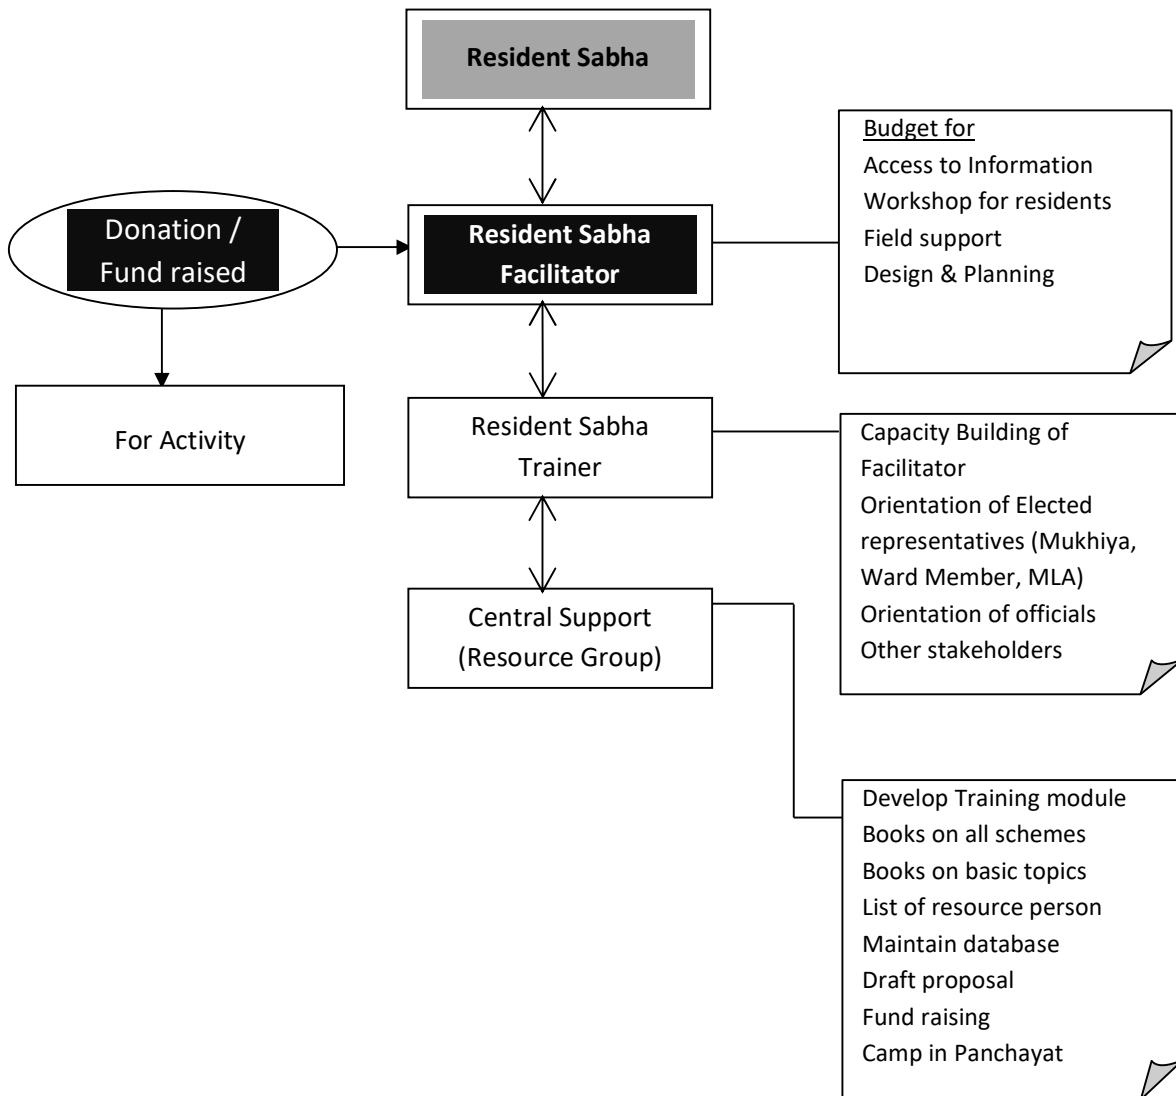 Resident Sabha
Budget for
Access to Information
Workshop for residents
Field support
Design & Planning
Donation /
Fund raised
Resident Sabha
Facilitator
For Activity
Resident Sabha
Trainer
Capacity Building of
Facilitator
Orientation of Elected
representatives (Mukhiya,
Ward Member, MLA)
Orientation of officials
Other stakeholders
Central Support
(Resource Group)
Develop Training module
Books on all schemes
Books on basic topics
List of resource person
Maintain database
Draft proposal
Fund raising
Camp in Panchayat